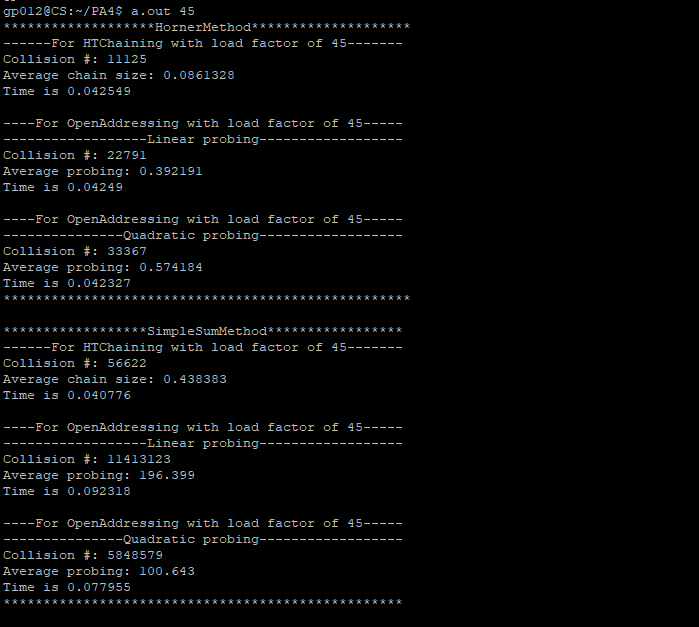 gp012@CS:~/PA4$ a.out 45
*******************HornerMethod********************
------For HTChaining with load factor of 45-------
Collision #: 11125
Average chain size: 0.0861328
Time is 0.042549
----For OpenAddressing with load factor of 45-----
------------------Linear probing------------------
Collision #: 22791
Average probing: 0.392191
Time is 0.04249
----For OpenAddressing with load factor of 45-----
---------------Quadratic probing------------------
Collision #: 33367
Average probing: 0.574184
Time is 0.042327
***************************************************
******************SimpleSumMethod*****************
------For HTChaining with load factor of 45-------
Collision #: 56622
Average chain size: 0.438383
Time is 0.040776
----For OpenAddressing with load factor of 45-----
------------------Linear probing------------------
Collision #: 11413123
Average probing: 196.399
Time is 0.092318
----For OpenAddressing with load factor of 45-----
---------------Quadratic probing------------------
Collision #: 5848579
Average probing: 100.643
Time is 0.077955
**************************************************